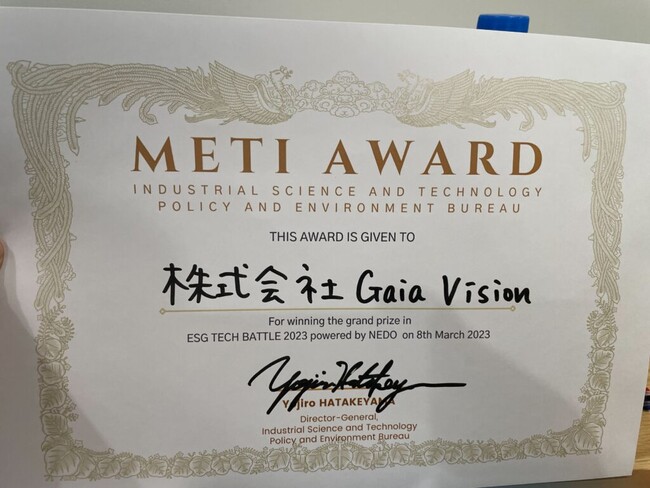 METI AWARD
INDUSTRIAL SCIENCE AND TECHNOLOGY
POLICY AND ENVIRONMENT BUREAU
THIS AWARD IS GIVEN TO
株式会社 Gaia Vision
For winning the grand prize in
ESG TECH BATTLE 2023 powered by NEDO on 8th March 2023
Yojiro Hatakeyama
Yojiro HATAKEYAMA
Director-General,
Industrial Science and Technology
Policy and Environment Bureau